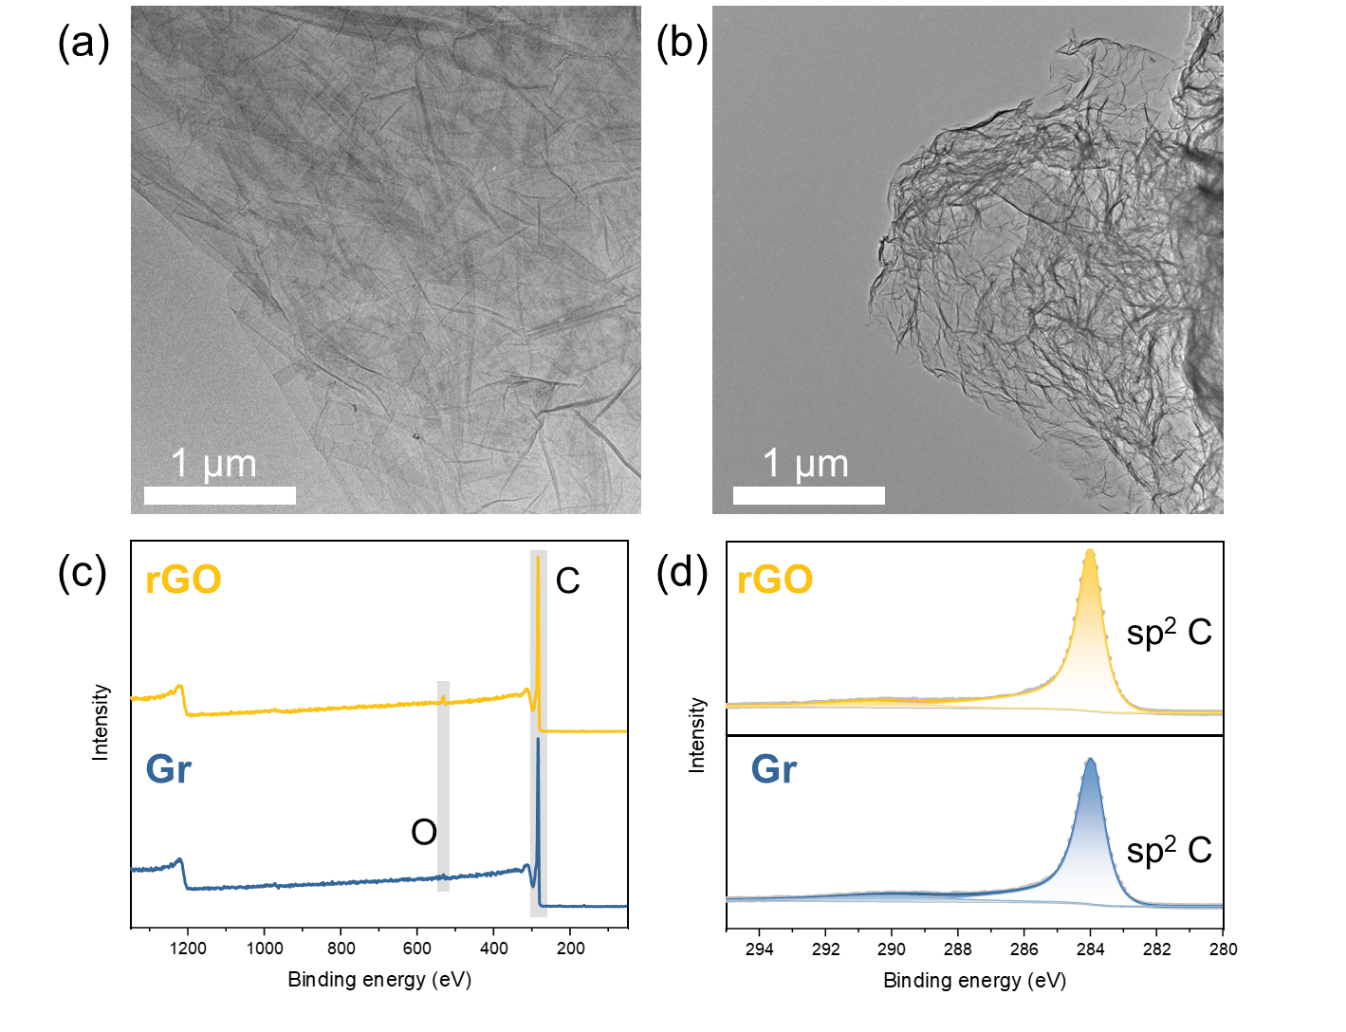 (a)
1 μm
(b)
1 μm
(c)
rGO
C
Gr
O
Intensity
1200 1000 800 600 400 200
Binding energy (eV)
(d)
rGO
sp² C
Gr
sp² C
Intensity
294 292 290 288 286 284 282 280
Binding energy (eV)